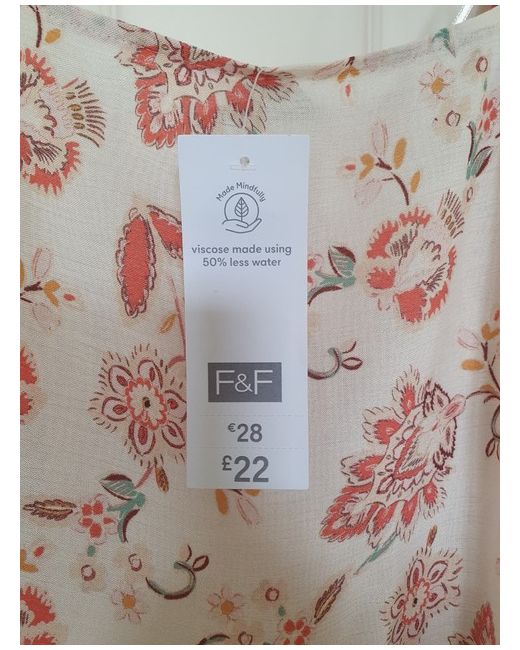 Made Mindfully
viscose made using
50% less water
F&F
€28
£22